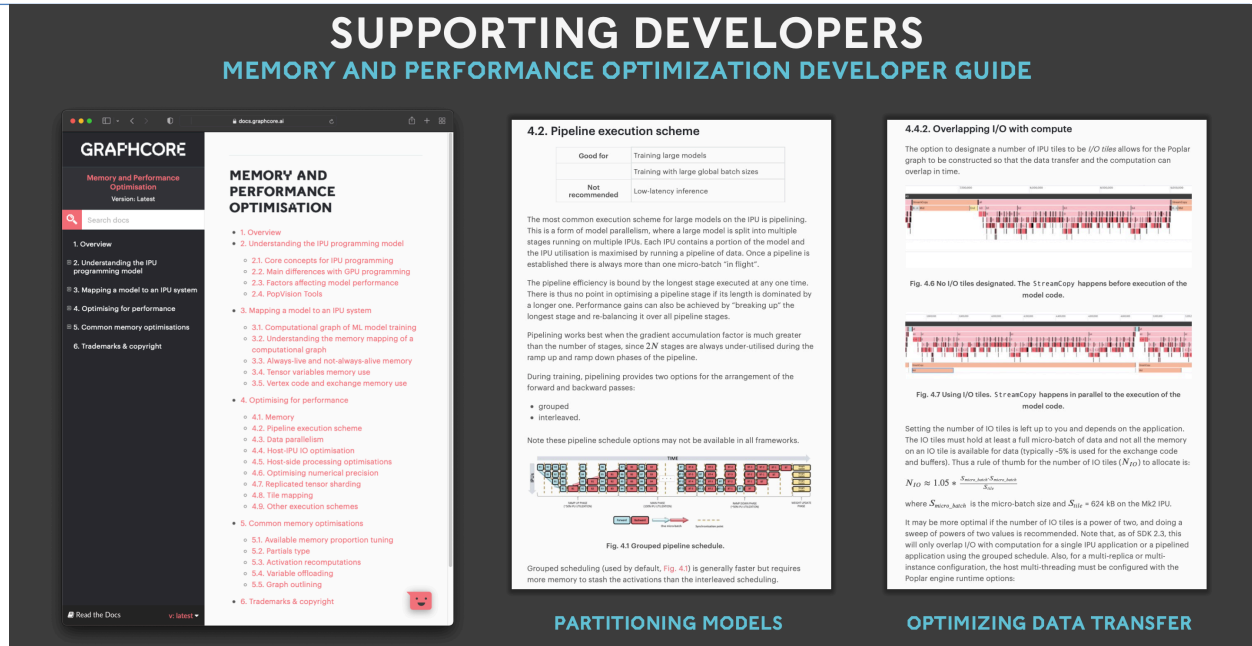 SUPPORTING DEVELOPERS
MEMORY AND PERFORMANCE OPTIMIZATION DEVELOPER GUIDE
docs.graphcore.ai
GRAPHCORE
Memory and Performance
Optimisation
Version: Latest
Search docs
1. Overview
2. Understanding the IPU
programming model
3. Mapping a model to an IPU system
4. Optimising for performance
5. Common memory optimisations
6. Trademarks & copyright
Read the Docs
v: latest
MEMORY AND
PERFORMANCE
OPTIMISATION
• 1. Overview
• 2. Understanding the IPU programming model
2.1. Core concepts for IPU programming
2.2. Main differences with GPU programming
2.3. Factors affecting model performance
2.4. PopVision Tools
• 3. Mapping a model to an IPU system
3.1. Computational graph of ML model training
3.2. Understanding the memory mapping of a
computational graph
3.3. Always-live and not-always-alive memory
3.4. Tensor variables memory use
3.5. Vertex code and exchange memory use
• 4. Optimising for performance
4.1. Memory
4.2. Pipeline execution scheme
4.3. Data parallelism
4.4. Host-IPU IO optimisation
4.5. Host-side processing optimisations
4.6. Optimising numerical precision
4.7. Replicated tensor sharding
4.8. Tile mapping
4.9. Other execution schemes
• 5. Common memory optimisations
5.1. Available memory proportion tuning
5.2. Partials type
5.3. Activation recomputations
5.4. Variable offloading
5.5. Graph outlining
• 6. Trademarks & copyright
4.2. Pipeline execution scheme
Good for Training large models
Training with large global batch sizes
Not
recommended Low-latency inference
The most common execution scheme for large models on the IPU is pipelining.
This is a form of model parallelism, where a large model is split into multiple
stages running on multiple IPUs. Each IPU contains a portion of the model and
the IPU utilisation is maximised by running a pipeline of data. Once a pipeline is
established there is always more than one micro-batch “in flight”.
The pipeline efficiency is bound by the longest stage executed at any one time.
There is thus no point in optimising a pipeline stage if its length is dominated by
a longer one. Performance gains can also be achieved by “breaking up” the
longest stage and re-balancing it over all pipeline stages.
Pipelining works best when the gradient accumulation factor is much greater
than the number of stages, since 2N stages are always under-utilised during the
ramp up and ramp down phases of the pipeline.
During training, pipelining provides two options for the arrangement of the
forward and backward passes:
• grouped
• interleaved.
Note these pipeline schedule options may not be available in all frameworks.
TIME
Fig. 4.1 Grouped pipeline schedule.
Grouped scheduling (used by default, Fig. 4.1) is generally faster but requires
more memory to stash the activations than the interleaved scheduling.
PARTITIONING MODELS
4.4.2. Overlapping I/O with compute
The option to designate a number of IPU tiles to be I/O tiles allows for the Poplar
graph to be constructed so that the data transfer and the computation can
overlap in time.
Fig. 4.6 No I/O tiles designated. The StreamCopy happens before execution of the
model code.
Fig. 4.7 Using I/O tiles. StreamCopy happens in parallel to the execution of the
model code.
Setting the number of IO tiles is left up to you and depends on the application.
The IO tiles must hold at least a full micro-batch of data and not all the memory
on an IO tile is available for data (typically ~5% is used for the exchange code
and buffers). Thus a rule of thumb for the number of IO tiles (N_IO) to allocate is:
N_IO ≈ 1.05 *
where S_micro_batch is the micro-batch size and S_tile = 624 kB on the Mk2 IPU.
It may be more optimal if the number of IO tiles is a power of two, and doing a
sweep of powers of two values is recommended. Note that, as of SDK 2.3, this
will only overlap I/O with computation for a single IPU application or a pipelined
application using the grouped schedule. Also, for a multi-replica or multi-
instance configuration, the host multi-threading must be configured with the
Poplar engine runtime options:
OPTIMIZING DATA TRANSFER